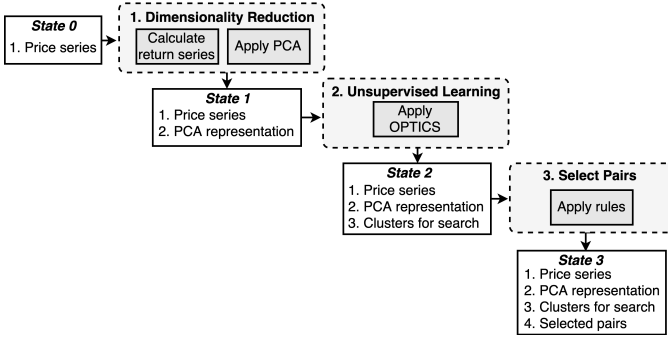 State 0
1. Price series
1. Dimensionality Reduction
Calculate
return series
Apply PCA
State 1
1. Price series
2. PCA representation
2. Unsupervised Learning
Apply
OPTICS
State 2
1. Price series
2. PCA representation
3. Clusters for search
3. Select Pairs
Apply rules
State 3
1. Price series
2. PCA representation
3. Clusters for search
4. Selected pairs